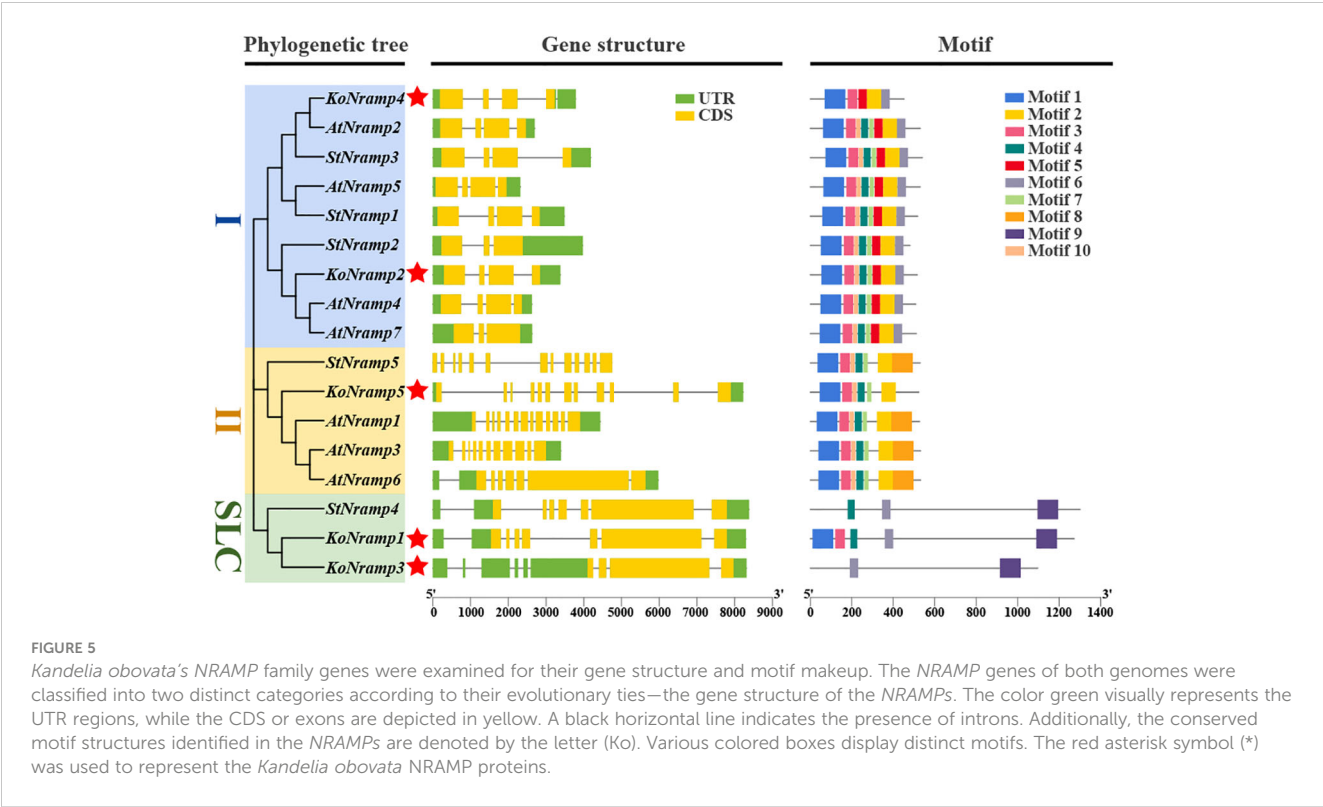 Phylogenetic tree
Gene structure
Motif
KoNramp4
AtNramp2
StNramp3
AtNramp5
StNramp1
StNramp2
KoNramp2
AtNramp4
AtNramp7
StNramp5
KoNramp5
AtNramp1
AtNramp3
AtNramp6
StNramp4
KoNramp1
KoNramp3
I
II
SLC
UTR
CDS
Motif 1
Motif 2
Motif 3
Motif 4
Motif 5
Motif 6
Motif 7
Motif 8
Motif 9
Motif 10
5' 3'
0 1000 2000 3000 4000 5000 6000 7000 8000 9000
5' 3'
0 200 400 600 800 1000 1200 1400
FIGURE 5
Kandelia obovata's NRAMP family genes were examined for their gene structure and motif makeup. The NRAMP genes of both genomes were
classified into two distinct categories according to their evolutionary ties—the gene structure of the NRAMPs. The color green visually represents the
UTR regions, while the CDS or exons are depicted in yellow. A black horizontal line indicates the presence of introns. Additionally, the conserved
motif structures identified in the NRAMPs are denoted by the letter (Ko). Various colored boxes display distinct motifs. The red asterisk symbol (*)
was used to represent the Kandelia obovata NRAMP proteins.